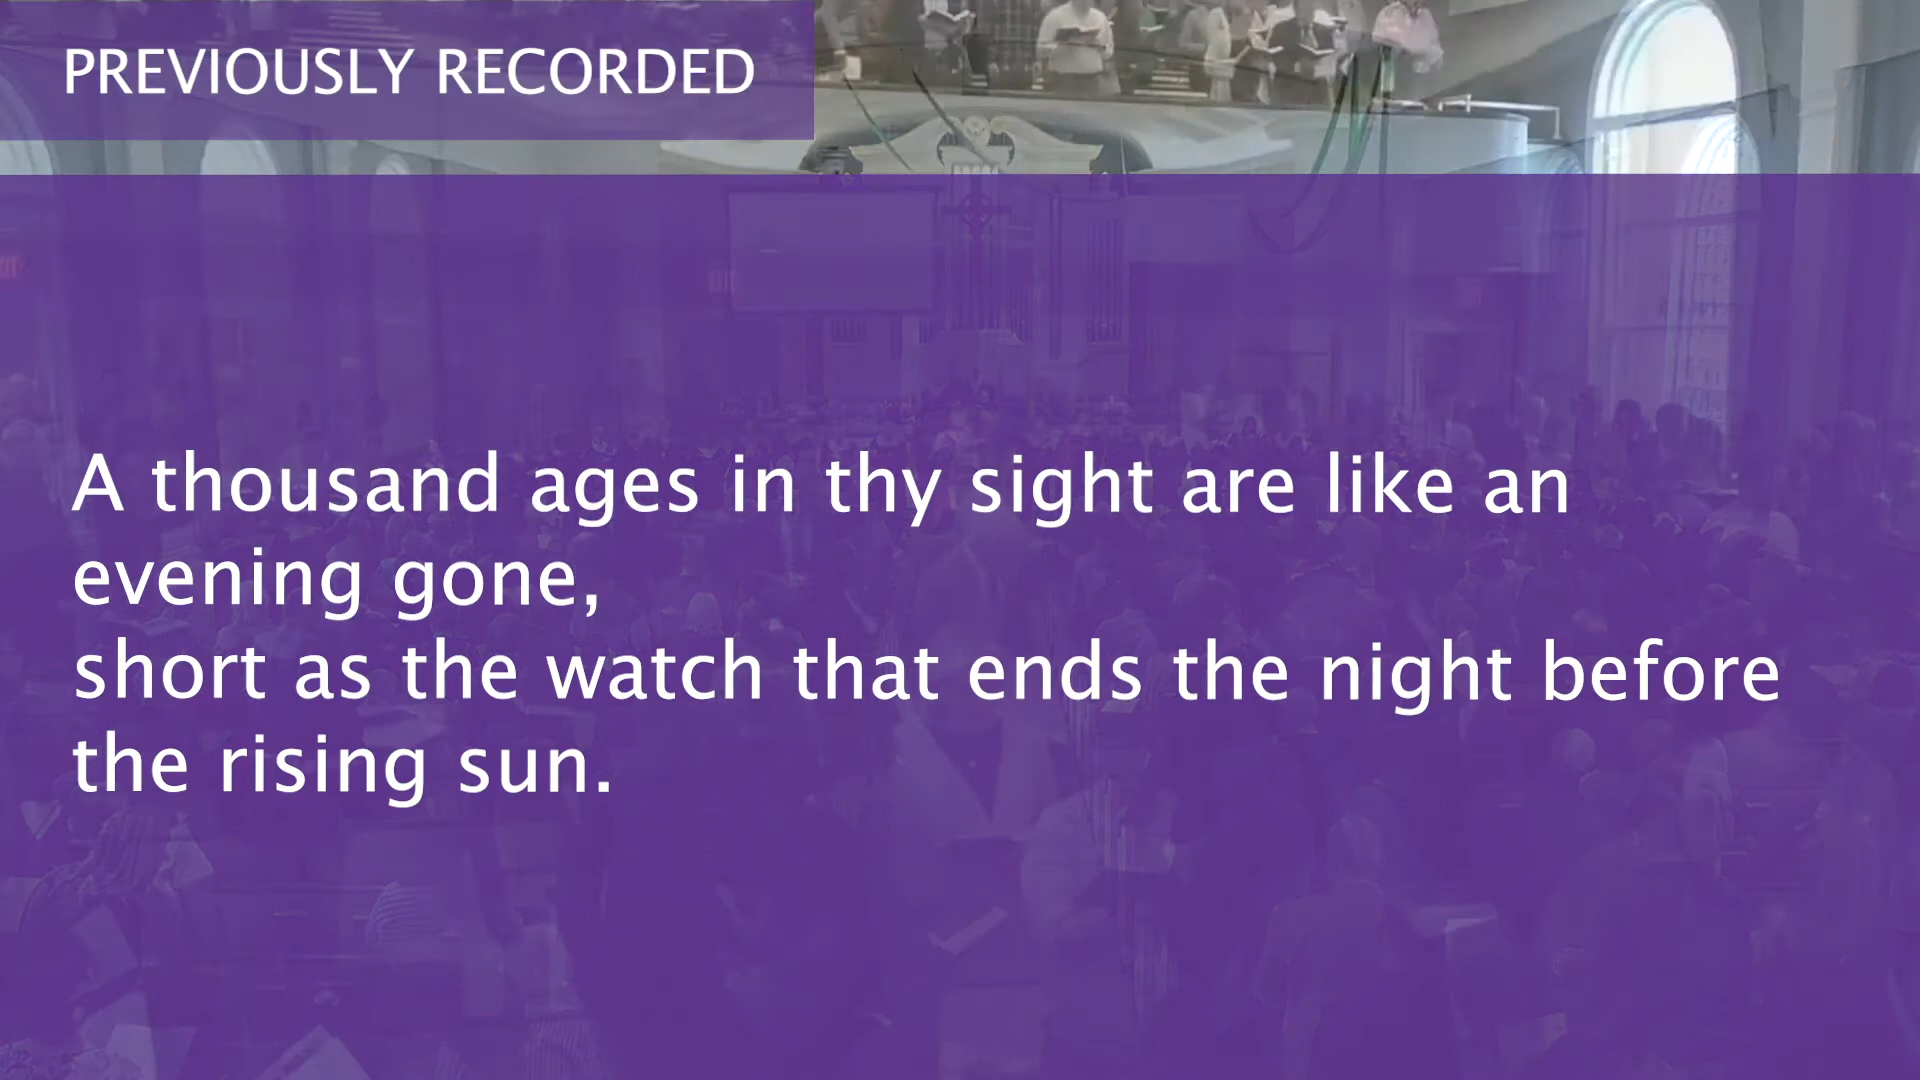 PREVIOUSLY RECORDED
A thousand ages in thy sight are like an
evening gone,
short as the watch that ends the night before
the rising sun.